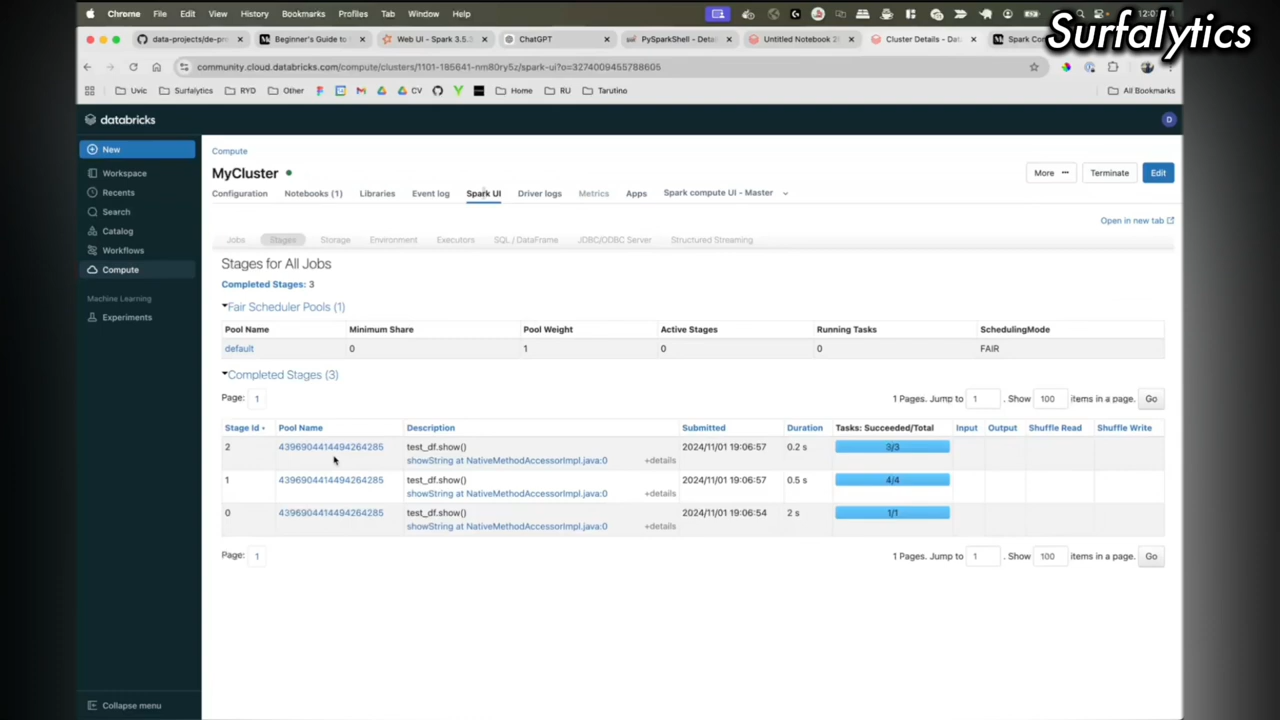 Chrome File Edit View History Bookmarks Profiles Tab Window Help
Surfalytics
data-projects/de-pro Beginner's Guide to Web UI - Spark 3.5. ChatGPT PySparkShell - Deta Untitled Notebook 2 Cluster Details - Da Spark Co
community.cloud.databricks.com/compute/clusters/1101-185641-nm80ry5z/spark-ui?o=3274009455788605
Uvic Surfalytics RYD Other CV Home RU Tarutino All Bookmarks
databricks D
New
Workspace
Recents
Search
Catalog
Workflows
Compute
Machine Learning
Experiments
Collapse menu
Compute
MyCluster More Terminate Edit
Configuration Notebooks (1) Libraries Event log Spark UI Driver logs Metrics Apps Spark compute UI - Master
Open in new tab
Jobs Stages Storage Environment Executors SQL / DataFrame JDBC/ODBC Server Structured Streaming
Stages for All Jobs
Completed Stages: 3
Fair Scheduler Pools (1)
Pool Name Minimum Share Pool Weight Active Stages Running Tasks SchedulingMode
default 0 1 0 0 FAIR
Completed Stages (3)
Page: 1 1 Pages. Jump to 1 . Show 100 items in a page. Go
Stage Id Pool Name Description Submitted Duration Tasks: Succeeded/Total Input Output Shuffle Read Shuffle Write
2 4396904414494264285 test_df.show() 2024/11/01 19:06:57 0.2 s 3/3
showString at NativeMethodAccessorImpl.java:0 +details
1 4396904414494264285 test_df.show() 2024/11/01 19:06:57 0.5 s 4/4
showString at NativeMethodAccessorImpl.java:0 +details
0 4396904414494264285 test_df.show() 2024/11/01 19:06:54 2 s 1/1
showString at NativeMethodAccessorImpl.java:0 +details
Page: 1 1 Pages. Jump to 1 . Show 100 items in a page. Go